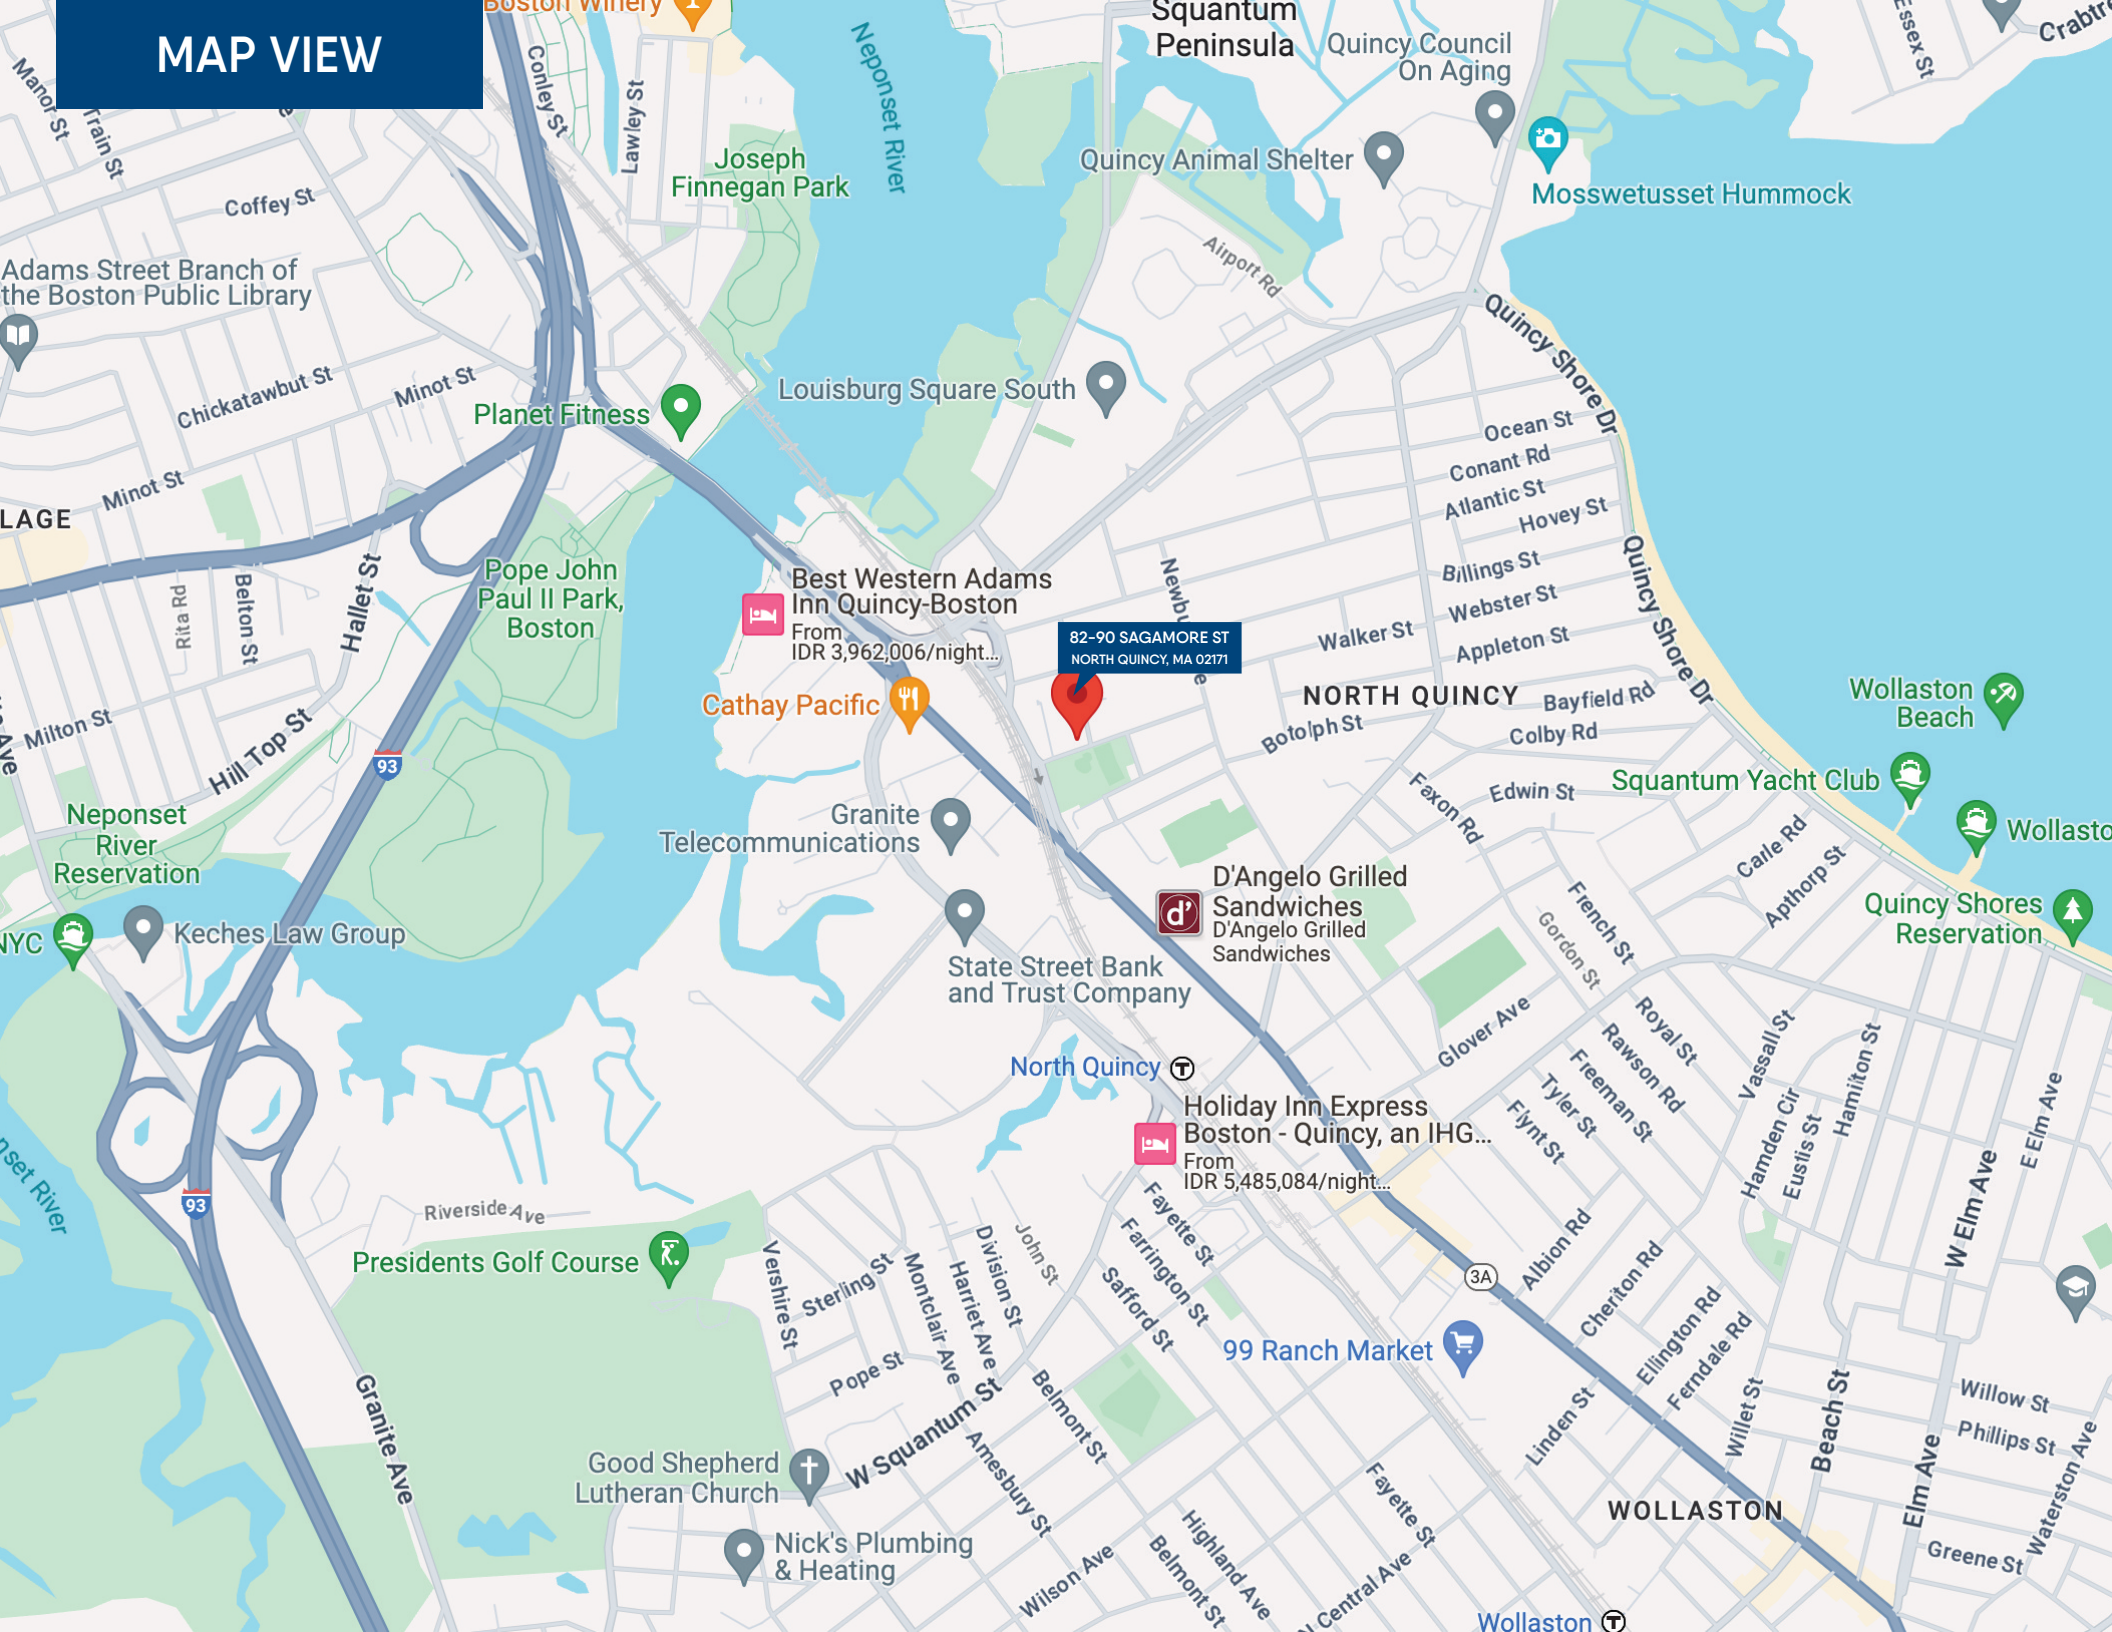 MAP VIEW
Boston Winery
Squantum
Peninsula
Quincy Council
On Aging
Essex St
Manor St
Train St
Conley St
Lawley St
Neponset River
Joseph
Finnegan Park
Quincy Animal Shelter
Mosswetusset Hummock
Coffey St
Airport Rd
Adams Street Branch of
the Boston Public Library
Quincy Shore Dr
Chickatawbut St
Minot St
Planet Fitness
Louisburg Square South
Ocean St
Conant Rd
Atlantic St
Hovey St
Minot St
LAGE
Billings St
Webster St
Appleton St
Walker St
Quincy Shore Dr
Hallet St
Rita Rd
Belton St
Pope John
Paul II Park,
Boston
Best Western Adams
Inn Quincy-Boston
From
IDR 3,962,006/night...
82-90 SAGAMORE ST
NORTH QUINCY, MA 02171
NORTH QUINCY
Bayfield Rd
Colby Rd
Botolph St
Wollaston
Beach
Cathay Pacific
Milton St
Hill Top St
93
Squantum Yacht Club
Edwin St
Faxon Rd
Neponset
River
Reservation
Granite
Telecommunications
Wollasto
Carle Rd
Apthorp St
D'Angelo Grilled
Sandwiches
D'Angelo Grilled
Sandwiches
d'
French St
Gordon St
Quincy Shores
Reservation
NYC
Keches Law Group
State Street Bank
and Trust Company
Glover Ave
Royal St
Rawson Rd
Freeman St
Tyler St
Flynt St
Vassall St
Hamilton St
Hamden Cir
Eustis St
E Elm Ave
W Elm Ave
North Quincy
T
Holiday Inn Express
Boston - Quincy, an IHG...
From
IDR 5,485,084/night...
93
Riverside Ave
Presidents Golf Course
Vershire St
Sterling St
Montclair Ave
Harriet Ave
Division St
John St
Fayette St
Farrington St
Safford St
3A
Albion Rd
Cheriton Rd
Ellington Rd
Ferndale Rd
99 Ranch Market
Pope St
Granite Ave
W Squantum St
Belmont St
Linden St
Willet St
Beach St
Willow St
Phillips St
Elm Ave
Waterston Ave
Good Shepherd
Lutheran Church
Amesbury St
Fayette St
WOLLASTON
Nick's Plumbing
& Heating
Wilson Ave
Belmont St
Highland Ave
N Central Ave
Greene St
Wollaston
T